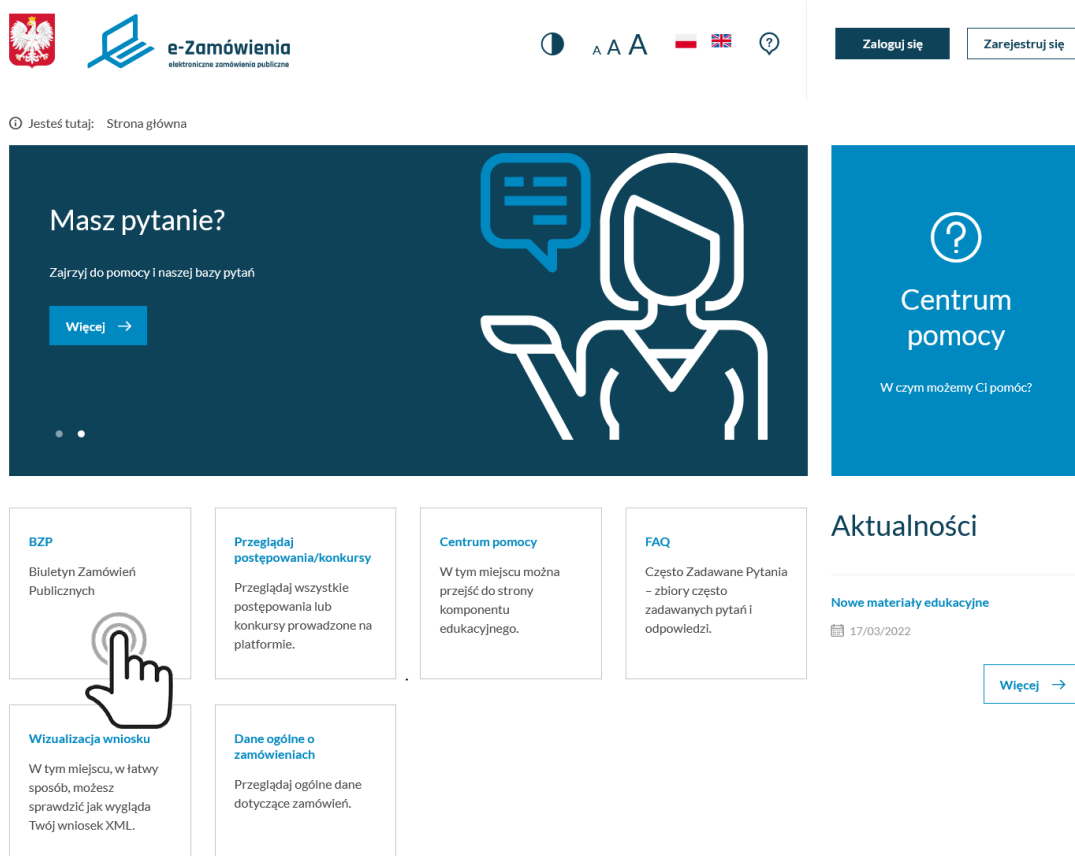 e-Zamówienia
elektroniczne zamówienia publiczne
A A A
?
Zaloguj się
Zarejestruj się
Jesteś tutaj: Strona główna
Masz pytanie?
Zajrzyj do pomocy i naszej bazy pytań
Więcej →
?
Centrum
pomocy
W czym możemy Ci pomóc?
BZP
Biuletyn Zamówień
Publicznych
Przeglądaj
postępowania/konkursy
Przeglądaj wszystkie
postępowania lub
konkursy prowadzone na
platformie.
Centrum pomocy
W tym miejscu można
przejść do strony
komponentu
edukacyjnego.
FAQ
Często Zadawane Pytania
– zbiory często
zadawanych pytań i
odpowiedzi.
Aktualności
Nowe materiały edukacyjne
17/03/2022
Więcej →
Wizualizacja wniosku
W tym miejscu, w łatwy
sposób, możesz
sprawdzić jak wygląda
Twój wniosek XML.
Dane ogólne o
zamówieniach
Przeglądaj ogólne dane
dotyczące zamówień.